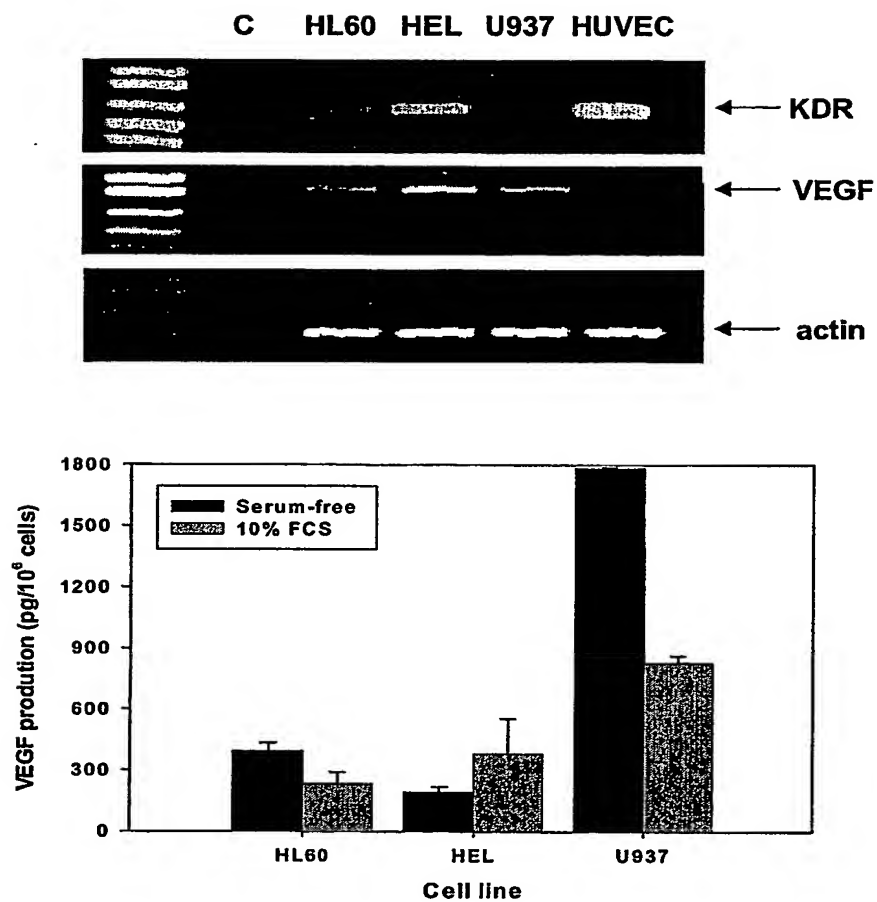 C HL60 HEL U937 HUVEC
KDR
VEGF
actin
VEGF prodution (pg/10⁶ cells)
1800
1500
1200
900
600
300
0
Serum-free
10% FCS
HL60 HEL U937
Cell line